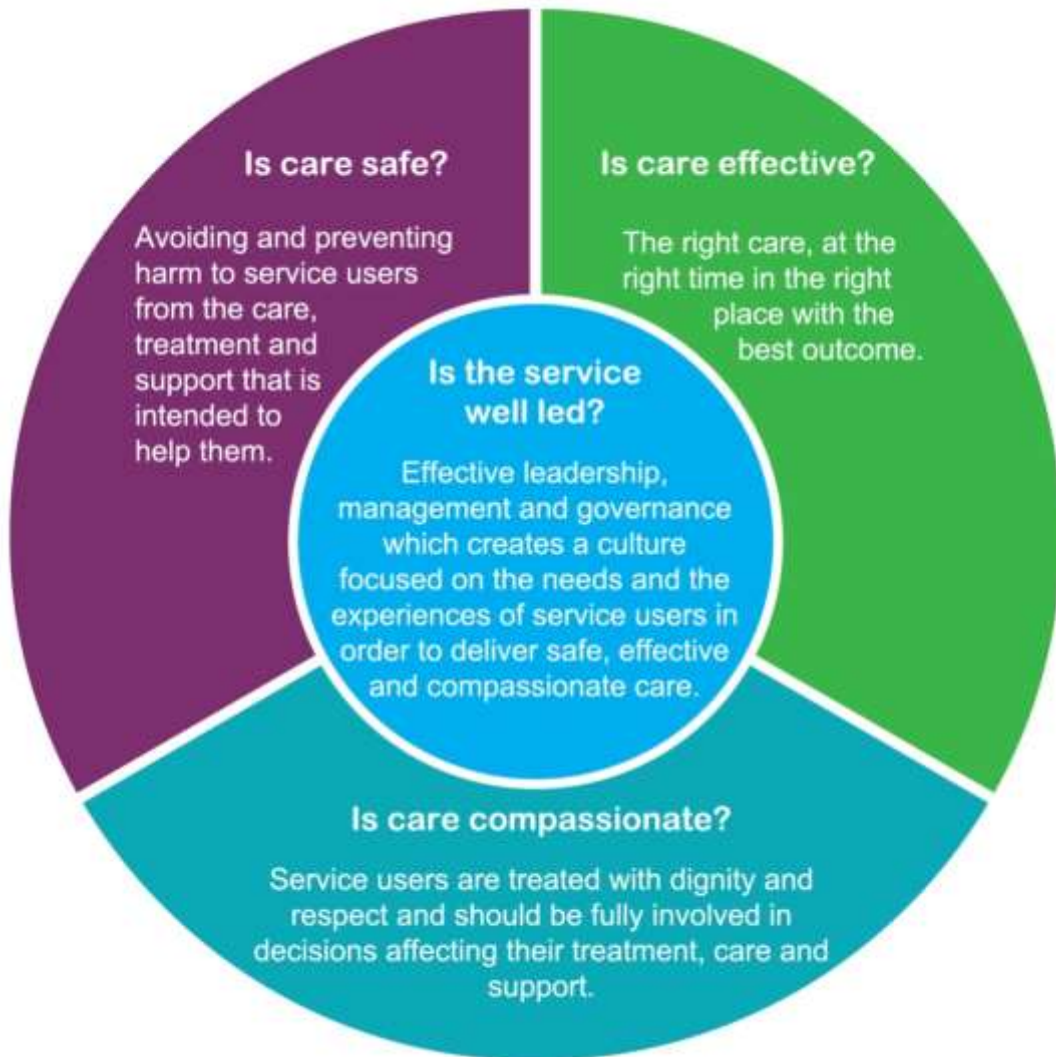 Is care safe?
Avoiding and preventing
harm to service users
from the care,
treatment and
support that is
intended to
help them.
Is care effective?
The right care, at the
right time in the right
place with the
best outcome.
Is the service
well led?
Effective leadership,
management and governance
which creates a culture
focused on the needs and the
experiences of service users in
order to deliver safe, effective
and compassionate care.
Is care compassionate?
Service users are treated with dignity and
respect and should be fully involved in
decisions affecting their treatment, care and
support.